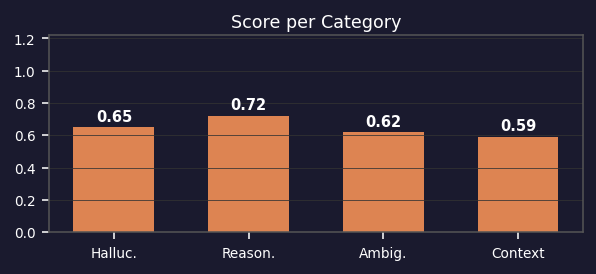 Score per Category
1.2
1.0
0.8
0.6
0.4
0.2
0.0
0.65
0.72
0.62
0.59
Halluc.
Reason.
Ambig.
Context